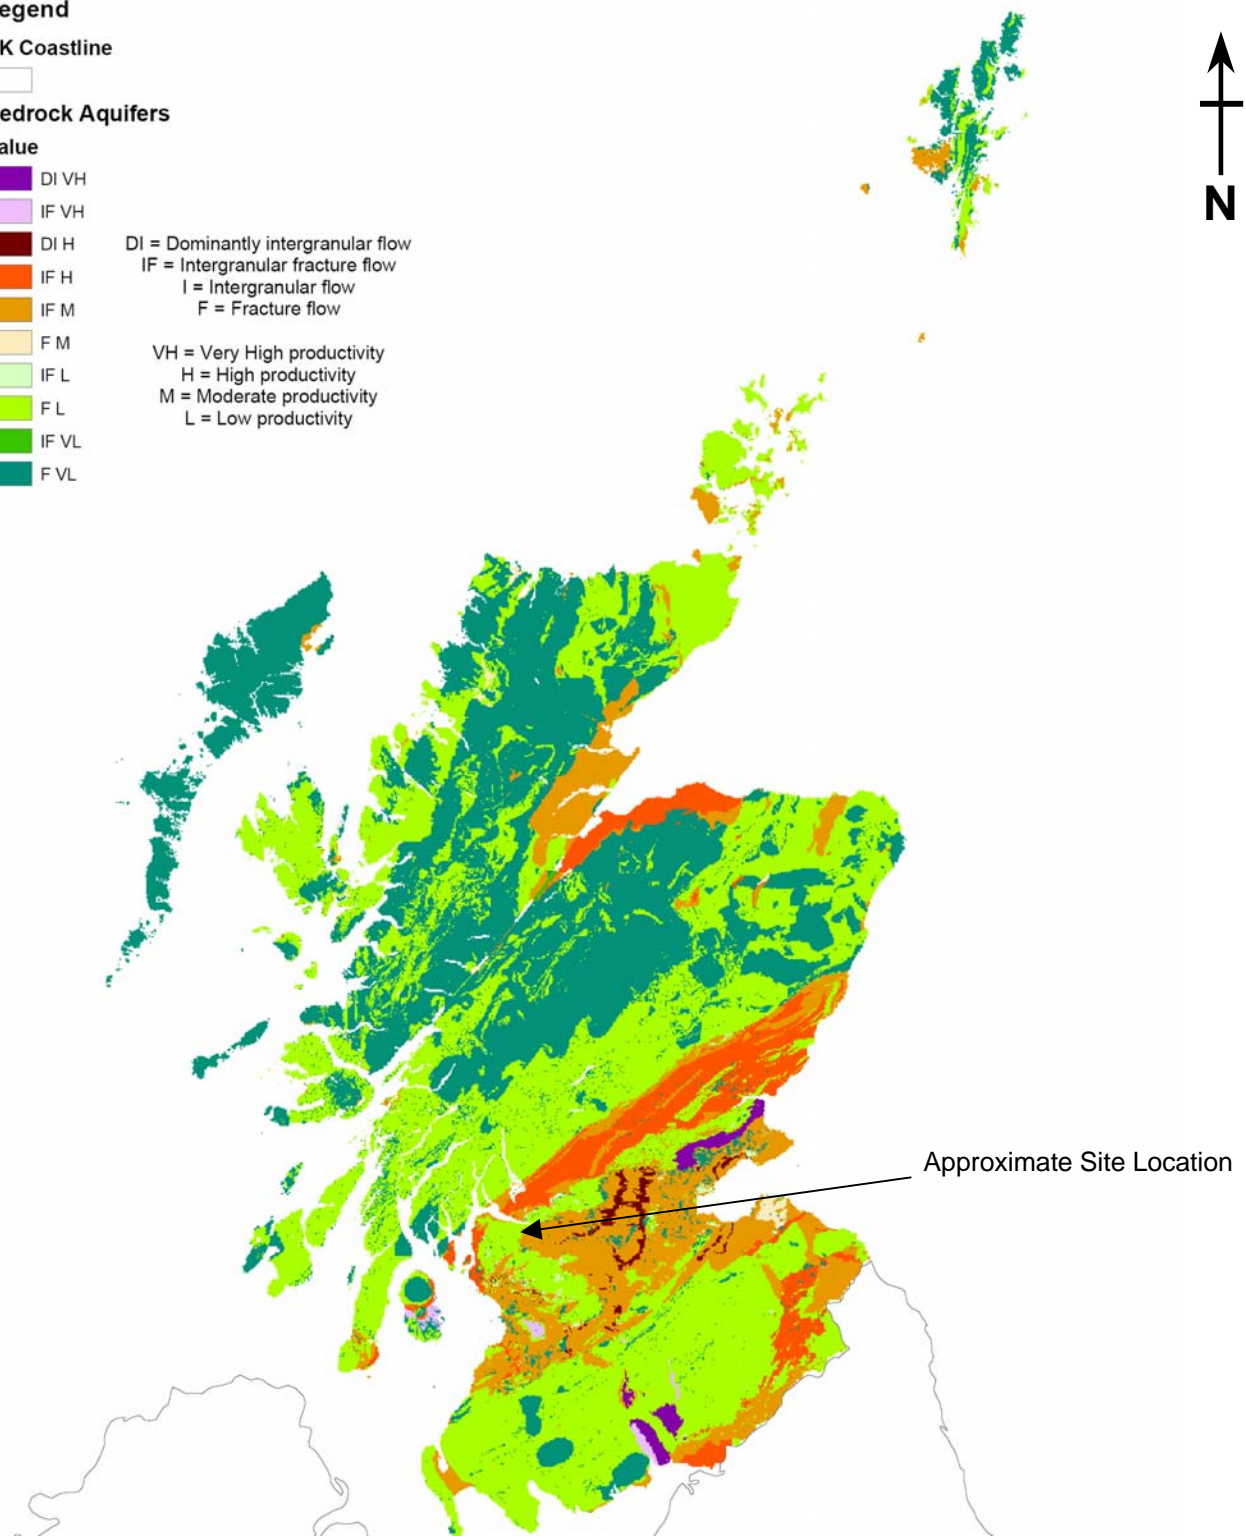 egend
K Coastline
edrock Aquifers
alue
DI VH
IF VH
DI H
IF H
IF M
F M
IF L
F L
IF VL
F VL
DI = Dominantly intergranular flow
IF = Intergranular fracture flow
I = Intergranular flow
F = Fracture flow
VH = Very High productivity
H = High productivity
M = Moderate productivity
L = Low productivity
N
Approximate Site Location